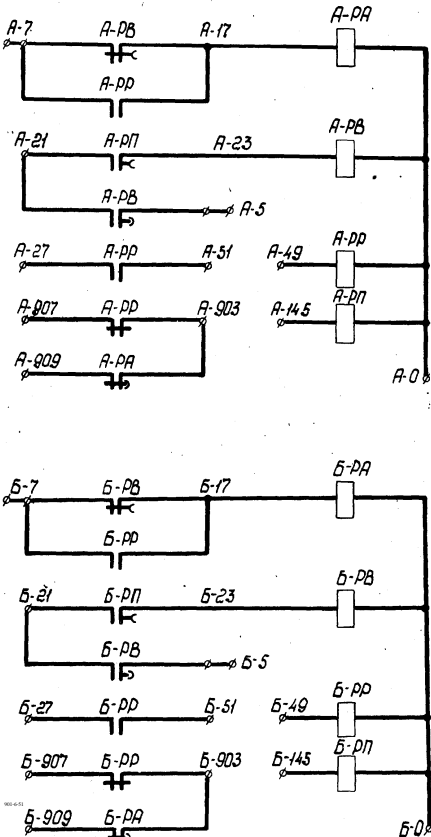 А-7 А-РВ А-17 А-РА
А-РР
А-21 А-РП А-23 А-РВ
А-РВ А-5
А-27 А-РР А-51 А-49 А-РР
А-907 А-РР А-903 А-145 А-РП
А-909 А-РА А-0
Б-7 Б-РВ Б-17 Б-РА
Б-РР
Б-21 Б-РП Б-23 Б-РВ
Б-РВ Б-5
Б-27 Б-РР Б-51 Б-49 Б-РР
Б-907 Б-РР Б-903 Б-145 Б-РП
Б-909 Б-РА Б-0